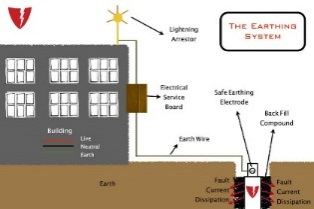 THE EARTHING
SYSTEM
Lightning
Arrestor
Electrical
Service
Board
Safe Earthing
Electrode
Back Fill
Compound
Building
Live
Neutral
Earth
Earth Wire
Earth
Fault
Current
Dissipation
Fault
Current
Dissipation